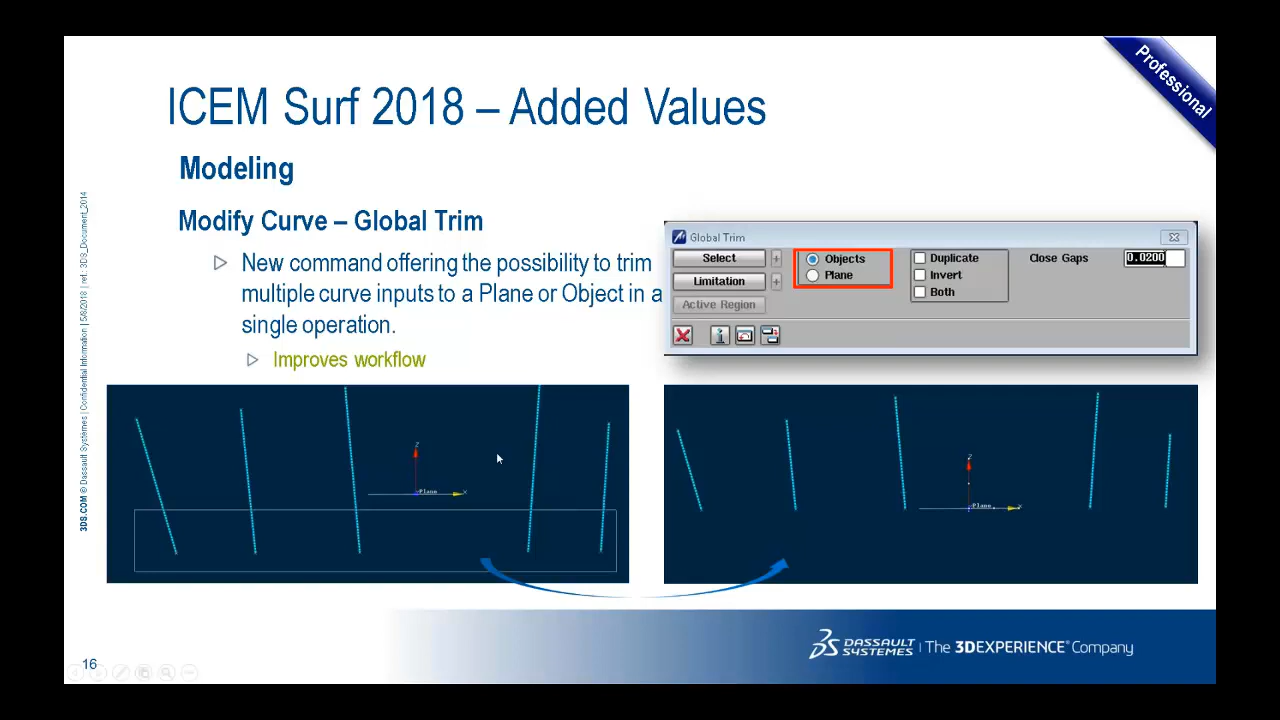 Professional
ICEM Surf 2018 – Added Values
Modeling
Modify Curve – Global Trim
New command offering the possibility to trim
multiple curve inputs to a Plane or Object in a
single operation.
Improves workflow
Global Trim
Select
+
Limitation
+
Active Region
Objects
Plane
Duplicate
Invert
Both
Close Gaps
0.0200
Z
Plane
X
Z
Plane
X
3DS.COM © Dassault Systèmes | Confidential Information | 5/8/2018 | ref.: 3DS_Document_2014
DASSAULT
SYSTEMES
The 3DEXPERIENCE® Company
16